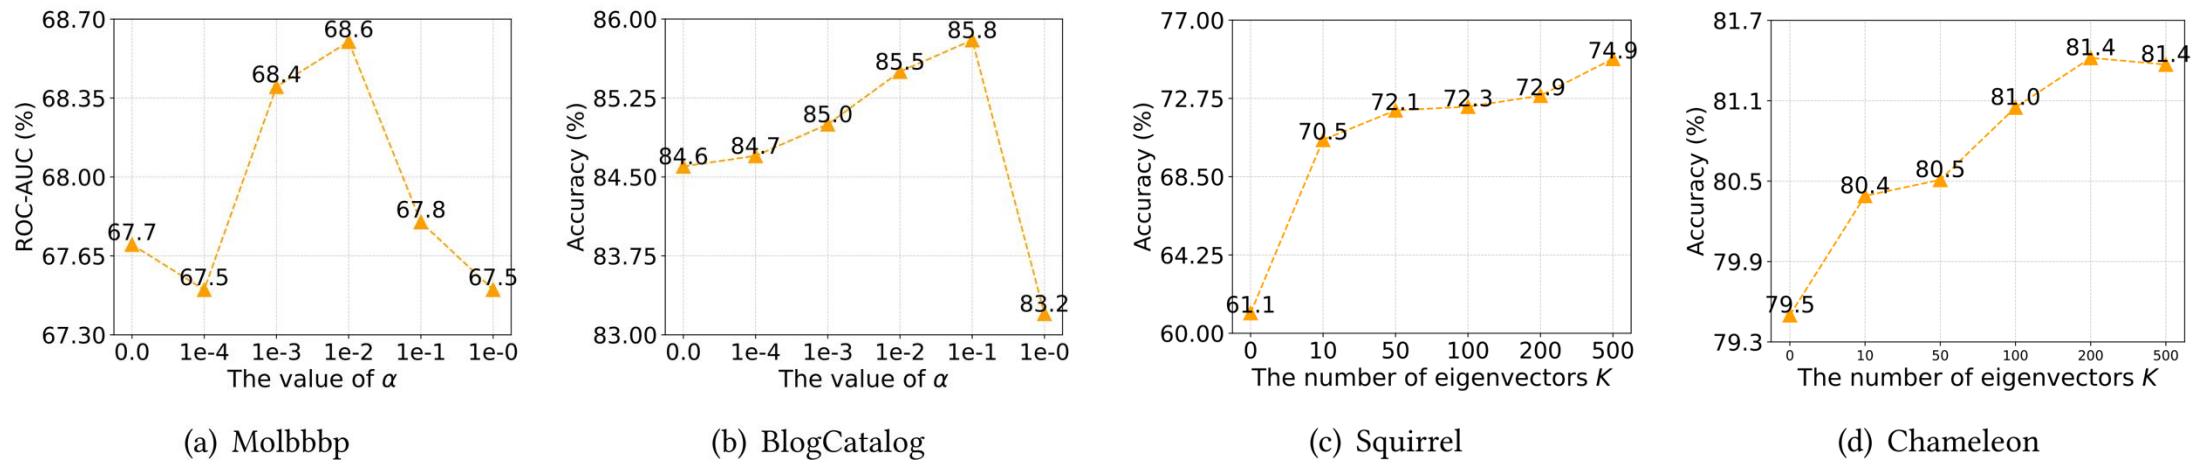 68.70
68.35
68.00
67.65
67.30
ROC-AUC (%)
67.7
67.5
68.4
68.6
67.8
67.5
0.0 1e-4 1e-3 1e-2 1e-1 1e-0
The value of α
(a) Molbbbp
86.00
85.25
84.50
83.75
83.00
Accuracy (%)
84.6
84.7
85.0
85.5
85.8
83.2
0.0 1e-4 1e-3 1e-2 1e-1 1e-0
The value of α
(b) BlogCatalog
77.00
72.75
68.50
64.25
60.00
Accuracy (%)
61.1
70.5
72.1
72.3
72.9
74.9
0 10 50 100 200 500
The number of eigenvectors K
(c) Squirrel
81.7
81.1
80.5
79.9
79.3
Accuracy (%)
79.5
80.4
80.5
81.0
81.4
81.4
0 10 50 100 200 500
The number of eigenvectors K
(d) Chameleon